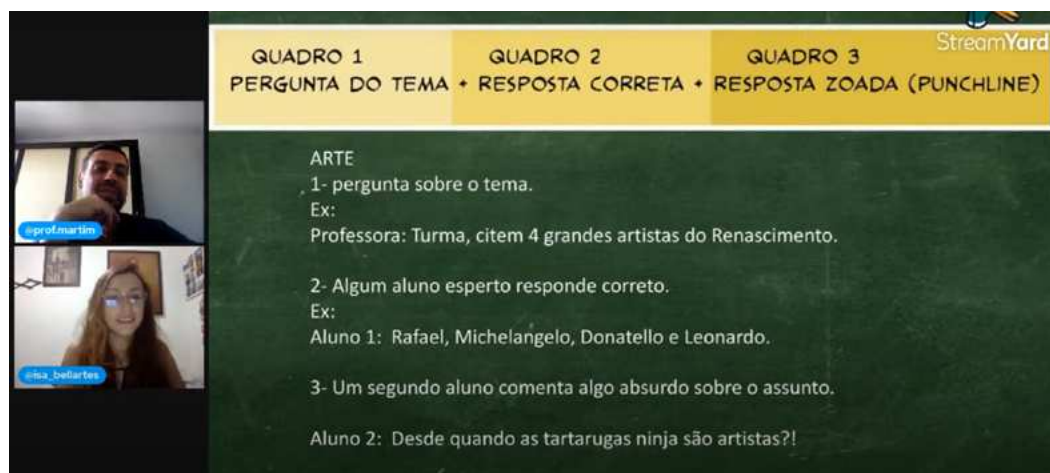 StreamYard
QUADRO 1
PERGUNTA DO TEMA + 
QUADRO 2
RESPOSTA CORRETA +
QUADRO 3
RESPOSTA ZOADA (PUNCHLINE)
@prof.martim
@isa_bellartes
ARTE
1- pergunta sobre o tema.
Ex:
Professora: Turma, citem 4 grandes artistas do Renascimento.
2- Algum aluno esperto responde correto.
Ex:
Aluno 1: Rafael, Michelangelo, Donatello e Leonardo.
3- Um segundo aluno comenta algo absurdo sobre o assunto.
Aluno 2: Desde quando as tartarugas ninja são artistas?!